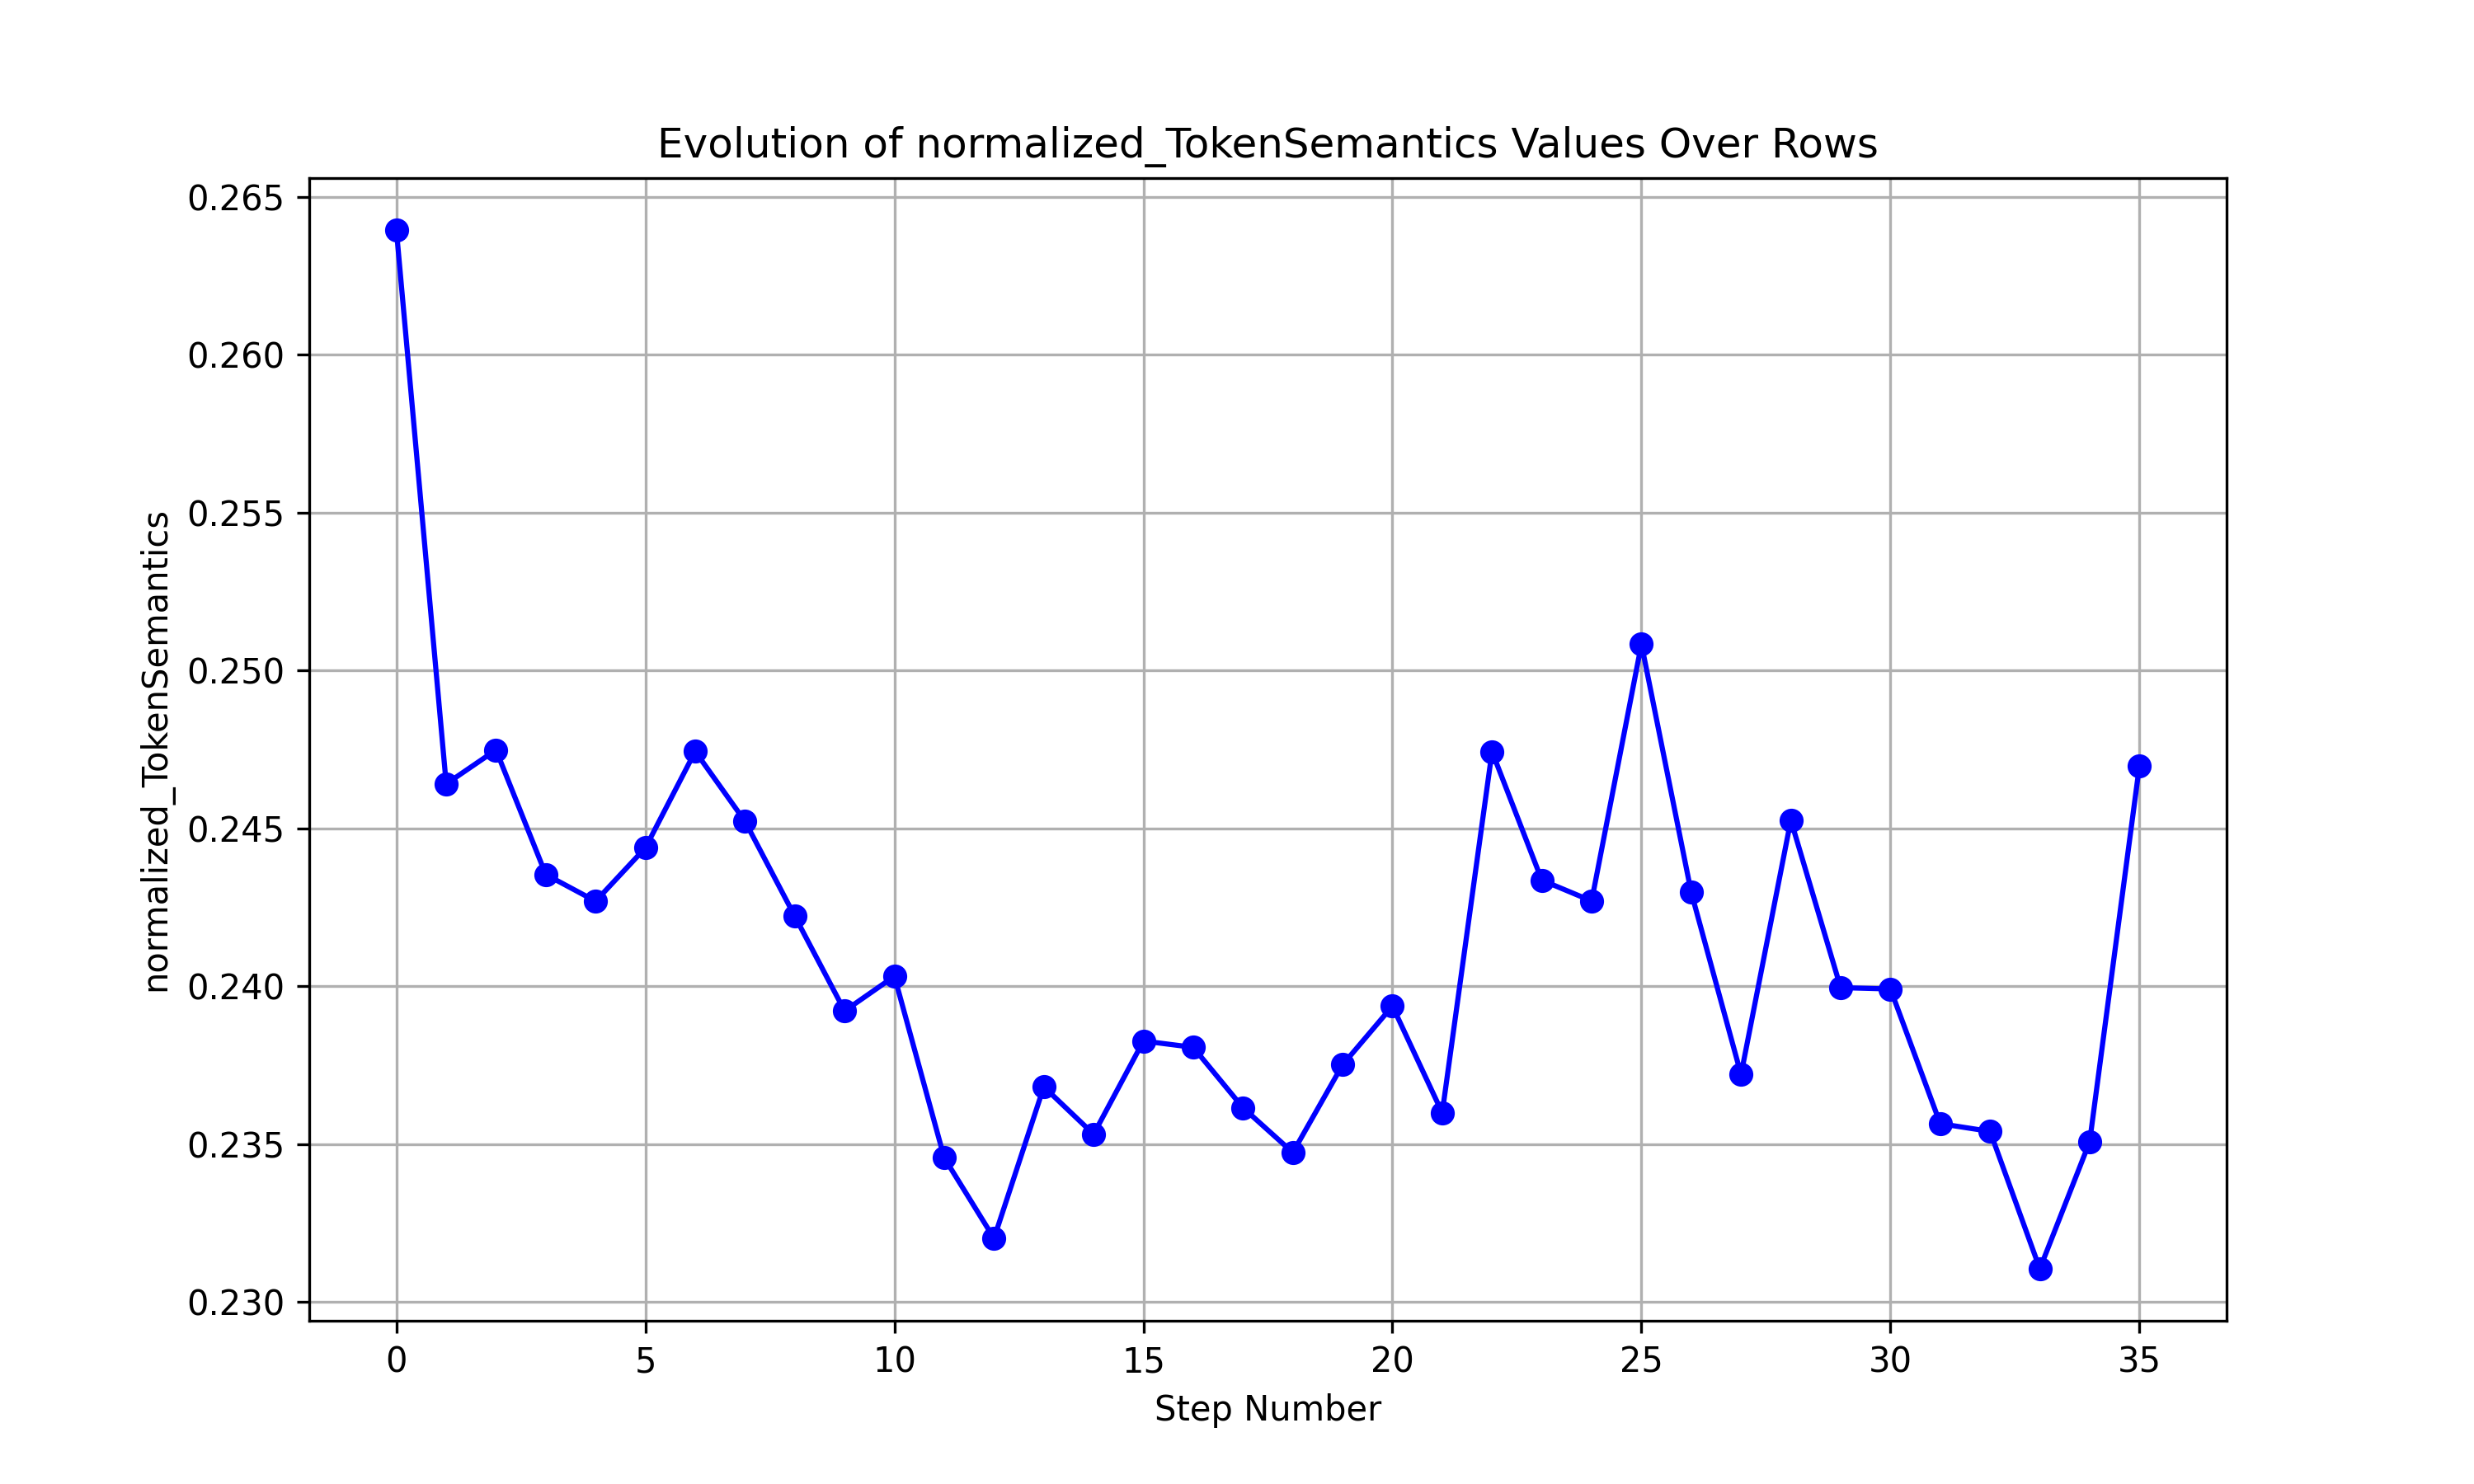 Evolution of normalized_TokenSemantics Values Over Rows
normalized_TokenSemantics
0.265
0.260
0.255
0.250
0.245
0.240
0.235
0.230
0 5 10 15 20 25 30 35
Step Number